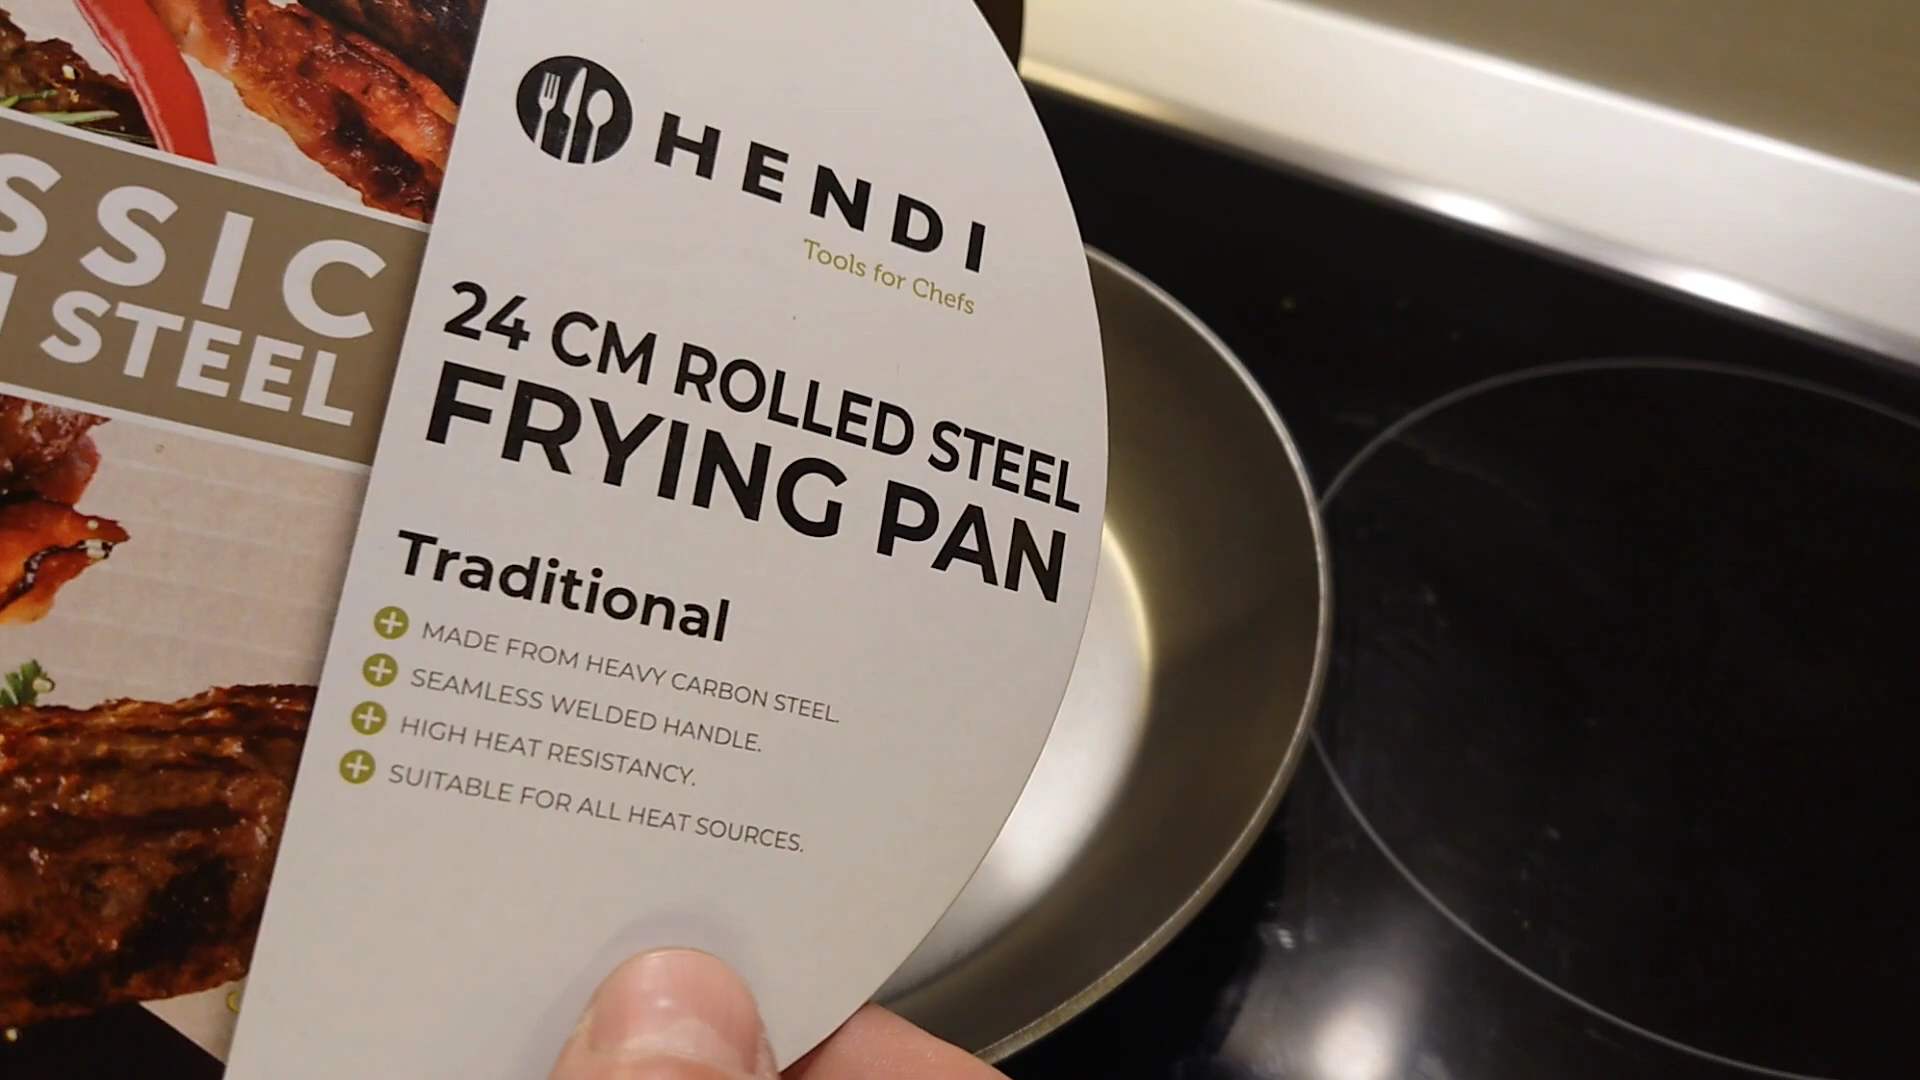 SSIC
STEEL
HENDI
Tools for Chefs
24 CM ROLLED STEEL
FRYING PAN
Traditional
MADE FROM HEAVY CARBON STEEL.
SEAMLESS WELDED HANDLE.
HIGH HEAT RESISTANCY.
SUITABLE FOR ALL HEAT SOURCES.